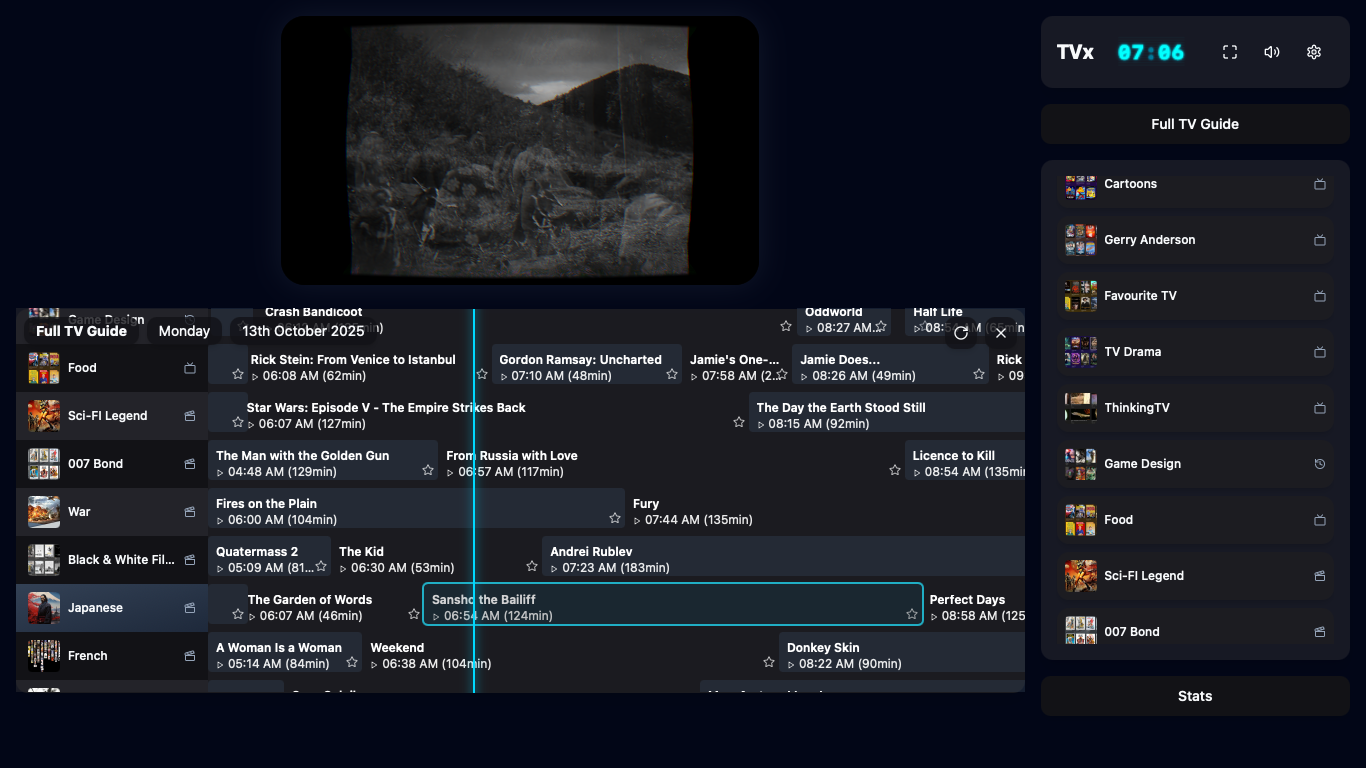 TVx 07:06
Full TV Guide
Cartoons
Gerry Anderson
Favourite TV
TV Drama
ThinkingTV
Game Design
Food
Sci-FI Legend
007 Bond
Stats
Game Design
Crash Bandicoot
Oddworld
08:27 AM...
Half Life
Full TV Guide Monday 13th October 2025
Food
Rick Stein: From Venice to Istanbul
06:08 AM (62min)
Gordon Ramsay: Uncharted
07:10 AM (48min)
Jamie's One-...
07:58 AM (2...
Jamie Does...
08:26 AM (49min)
Rick
09
Sci-FI Legend
Star Wars: Episode V - The Empire Strikes Back
06:07 AM (127min)
The Day the Earth Stood Still
08:15 AM (92min)
007 Bond
The Man with the Golden Gun
04:48 AM (129min)
From Russia with Love
06:57 AM (117min)
Licence to Kill
08:54 AM (135min
War
Fires on the Plain
06:00 AM (104min)
Fury
07:44 AM (135min)
Black & White Fil...
Quatermass 2
05:09 AM (81...
The Kid
06:30 AM (53min)
Andrei Rublev
07:23 AM (183min)
Japanese
The Garden of Words
06:07 AM (46min)
Sansho the Bailiff
06:54 AM (124min)
Perfect Days
08:58 AM (125
French
A Woman Is a Woman
05:14 AM (84min)
Weekend
06:38 AM (104min)
Donkey Skin
08:22 AM (90min)